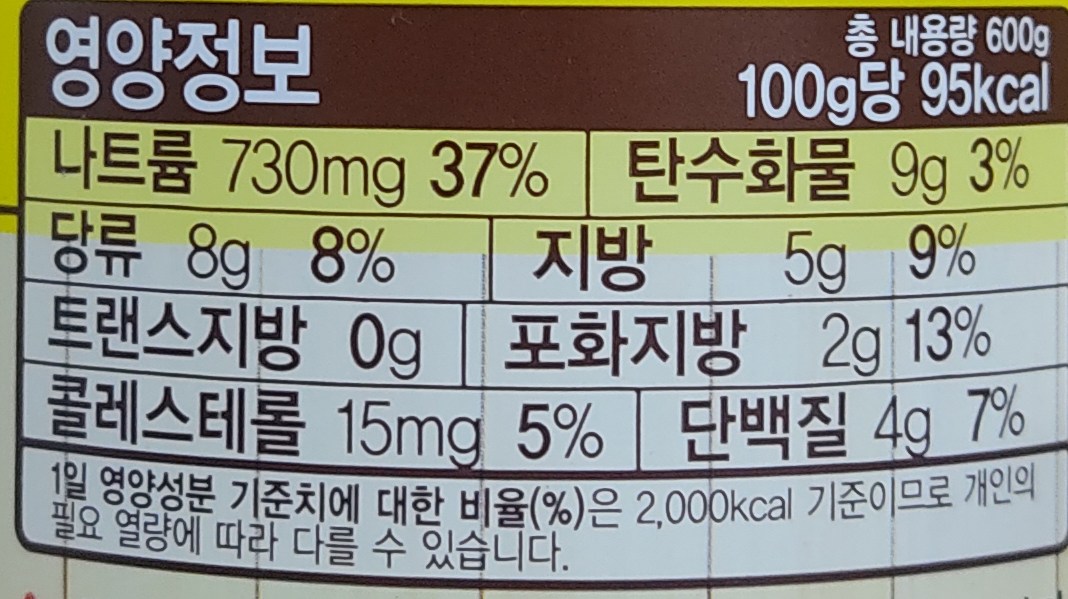 영양정보
총 내용량 600g
100g당 95kcal
나트륨 730mg 37% 탄수화물 9g 3%
당류 8g 8% 지방 5g 9%
트랜스지방 0g 포화지방 2g 13%
콜레스테롤 15mg 5% 단백질 4g 7%
1일 영양성분 기준치에 대한 비율(%)은 2,000kcal 기준이므로 개인의
필요 열량에 따라 다를 수 있습니다.